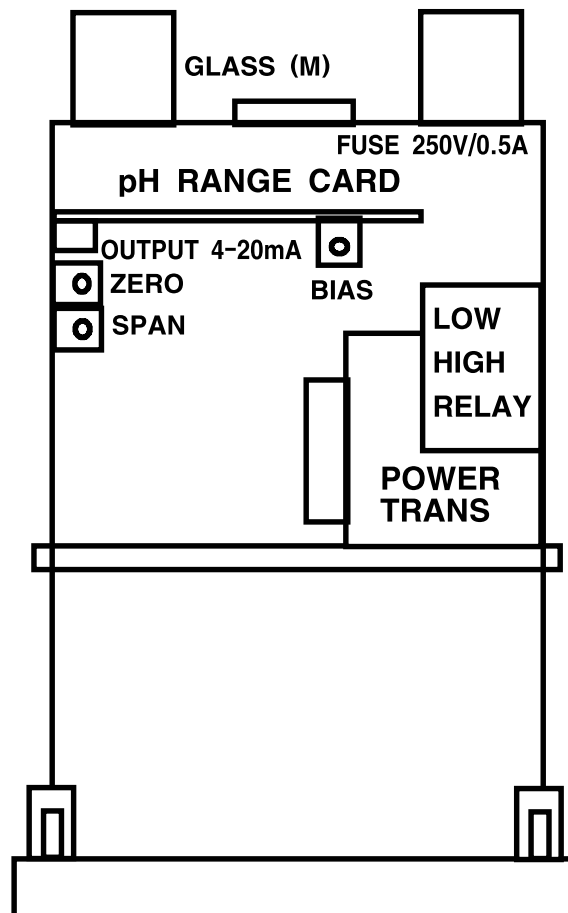 GLASS (M)
FUSE 250V/0.5A
pH RANGE CARD
OUTPUT 4-20mA
ZERO
BIAS
SPAN
LOW
HIGH
RELAY
POWER
TRANS